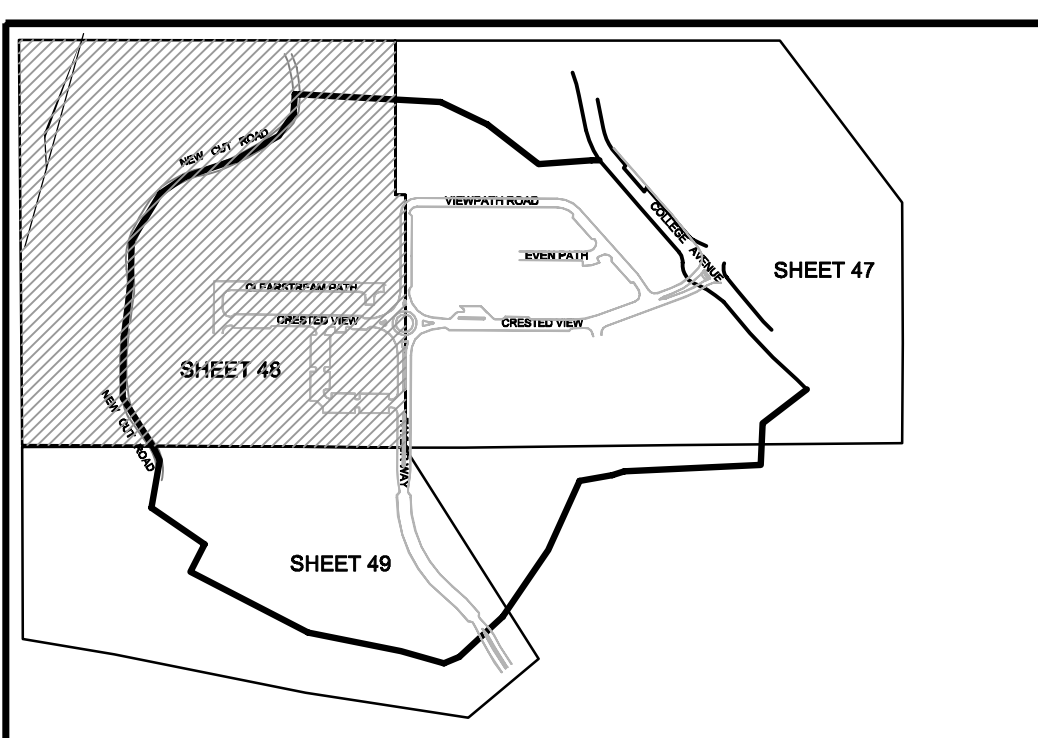 NEW CUT ROAD
VIEWPATH ROAD
COLLEGE AVENUE
EVEN PATH
SHEET 47
CLEARSTREAM PATH
CRESTED VIEW
CRESTED VIEW
SHEET 48
NEW CUT ROAD
WAY
SHEET 49